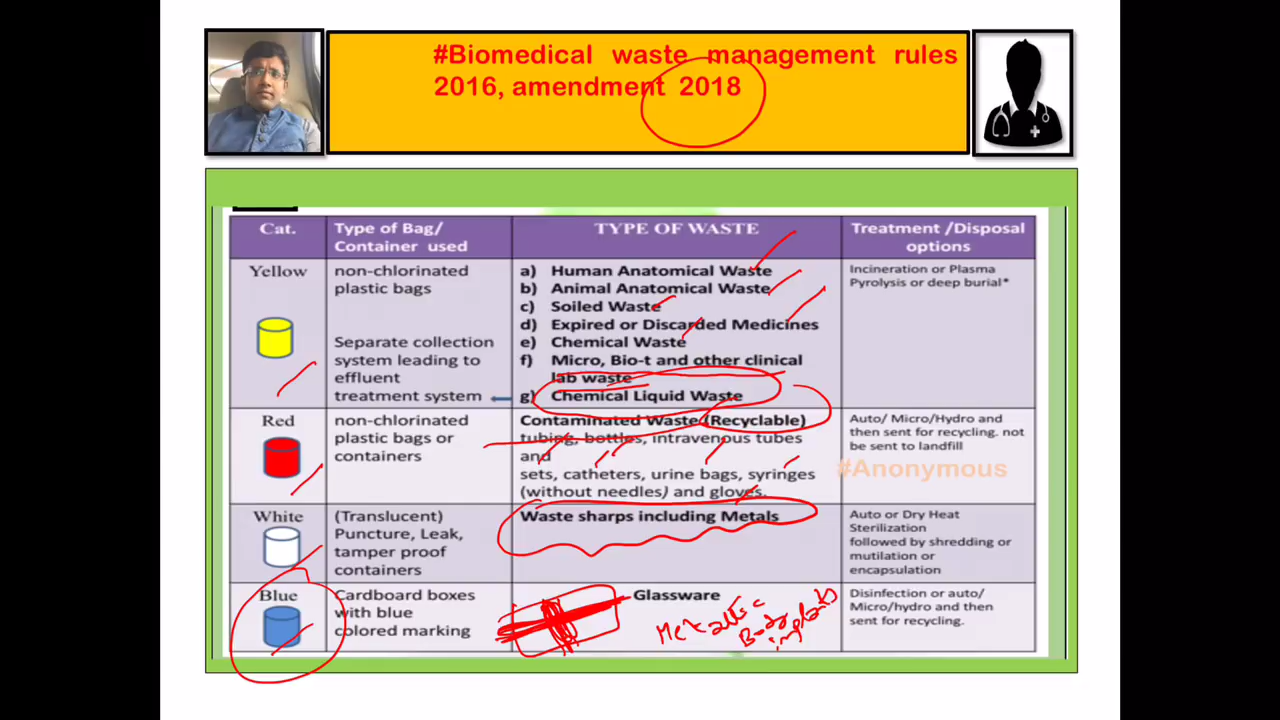 #Biomedical waste management rules
2016, amendment 2018
Cat.
Type of Bag/
Container used
TYPE OF WASTE
Treatment /Disposal
options
Yellow
non-chlorinated
plastic bags
Separate collection
system leading to
effluent
treatment system
a) Human Anatomical Waste
b) Animal Anatomical Waste
c) Soiled Waste
d) Expired or Discarded Medicines
e) Chemical Waste
f) Micro, Bio-t and other clinical
lab waste
g) Chemical Liquid Waste
Incineration or Plasma
Pyrolysis or deep burial*
Red
non-chlorinated
plastic bags or
containers
Contaminated Waste (Recyclable)
tubing, bottles, intravenous tubes
and
sets, catheters, urine bags, syringes
(without needles) and gloves.
Auto/ Micro/Hydro and
then sent for recycling. not
be sent to landfill
#Anonymous
White
(Translucent)
Puncture, Leak,
tamper proof
containers
Waste sharps including Metals
Auto or Dry Heat
Sterilization
followed by shredding or
mutilation or
encapsulation
Blue
Cardboard boxes
with blue
colored marking
Glassware
Metallic
Body
implants
Disinfection or auto/
Micro/hydro and then
sent for recycling.